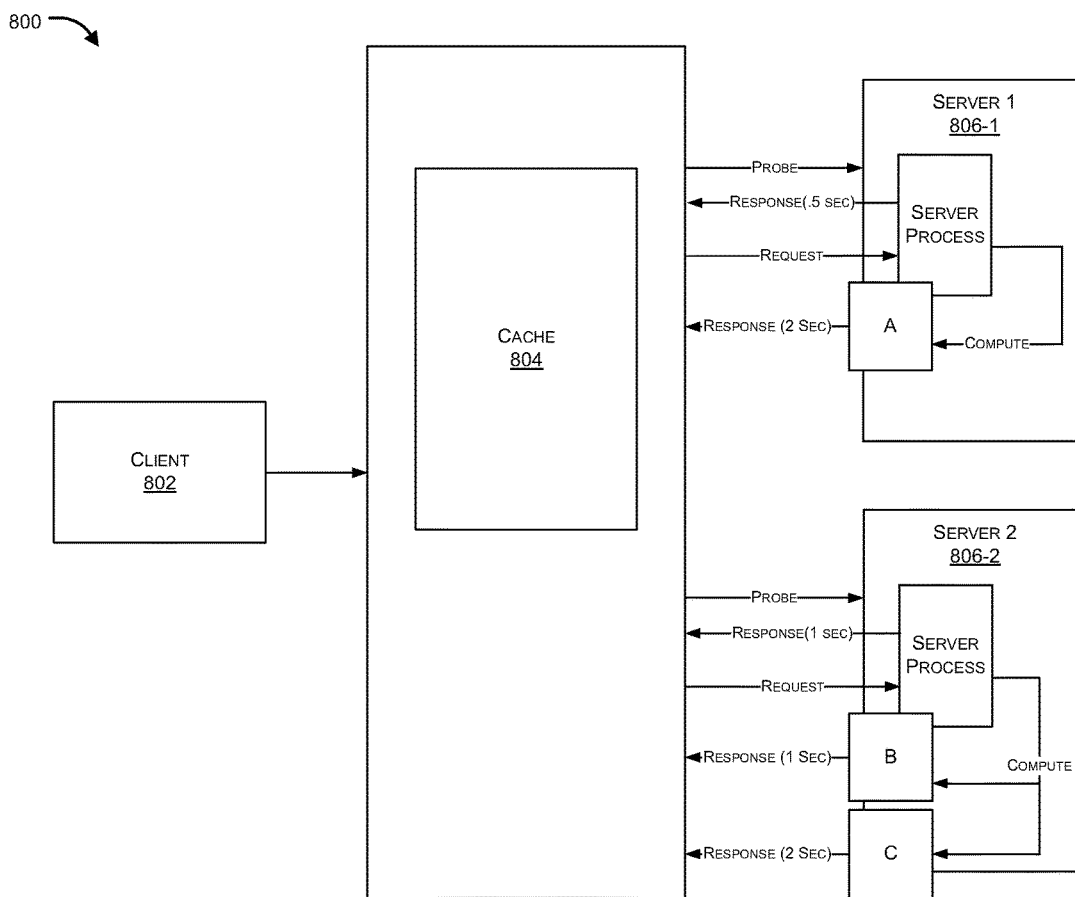 800
SERVER 1
806-1
PROBE
RESPONSE(.5 SEC)
SERVER
PROCESS
REQUEST
RESPONSE (2 SEC)
A
COMPUTE
CACHE
804
CLIENT
802
SERVER 2
806-2
PROBE
RESPONSE(1 SEC)
SERVER
PROCESS
REQUEST
RESPONSE (1 SEC)
B
COMPUTE
RESPONSE (2 SEC)
C